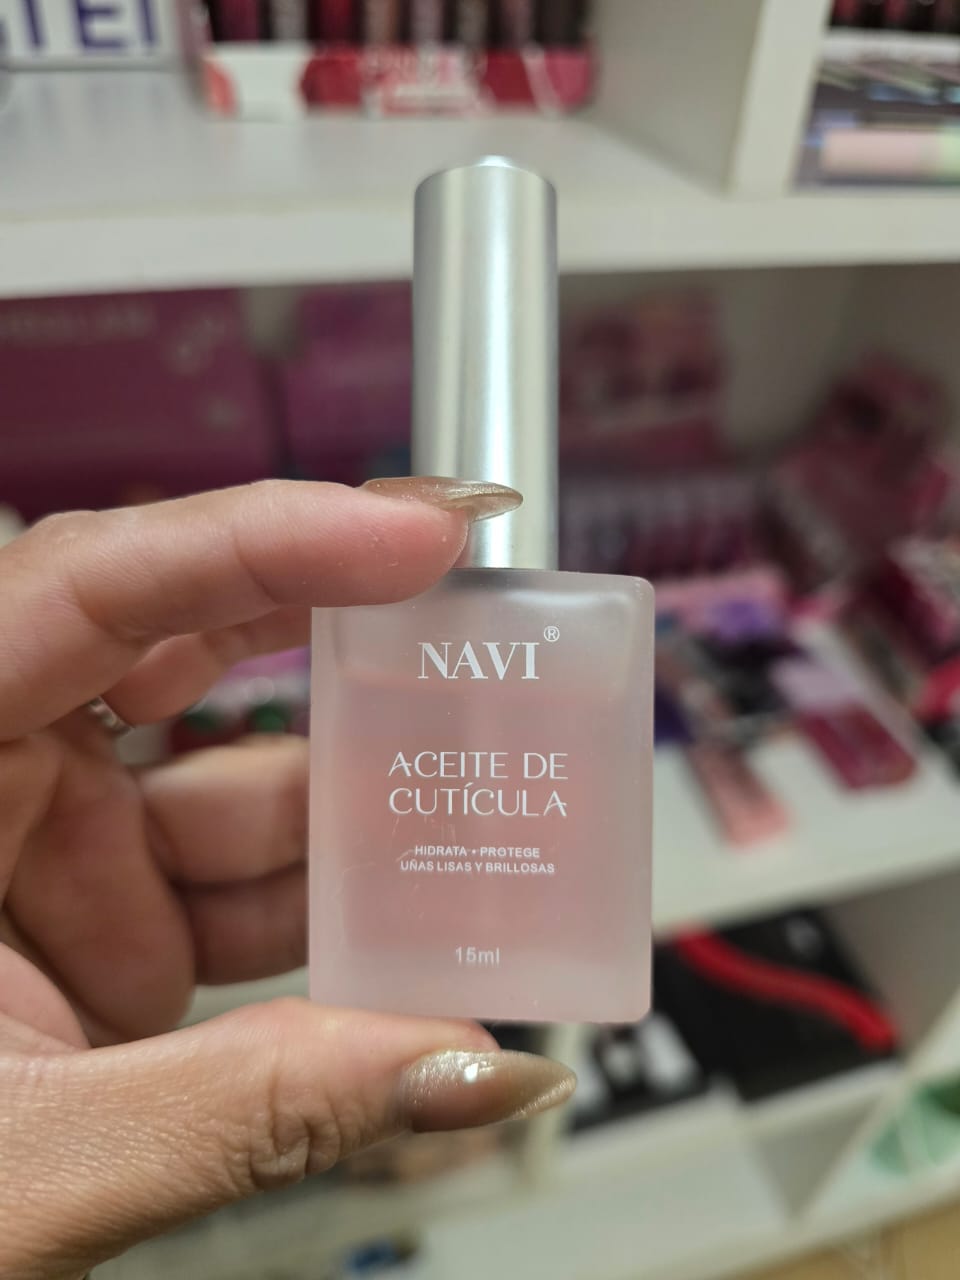 NAVI®
ACEITE DE
CUTÍCULA
HIDRATA • PROTEGE
UÑAS LISAS Y BRILLOSAS
15ml